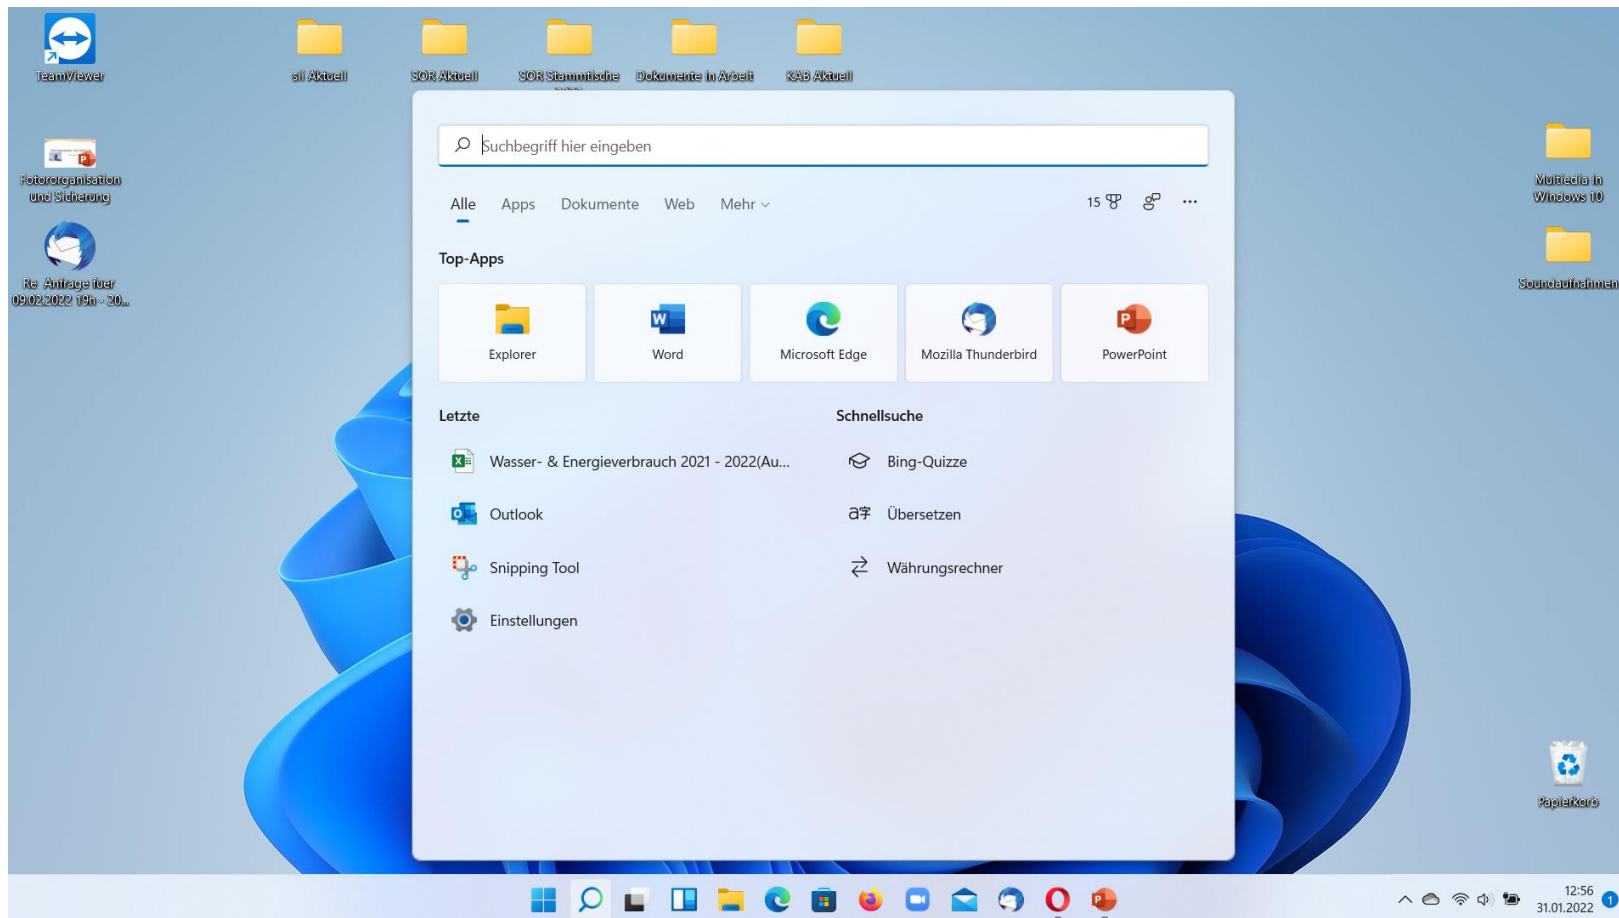 TeamViewer
sli Aktuell
SOR Aktuell
SOR Stammtische
Dokumente in Arbeit
KAB Aktuell
Fotororganisation
und Sicherung
Re Anfrage fuer
09.02.2022 19h - 20...
Suchbegriff hier eingeben
Alle Apps Dokumente Web Mehr
15
Top-Apps
Explorer
Word
Microsoft Edge
Mozilla Thunderbird
PowerPoint
Letzte
Wasser- & Energieverbrauch 2021 - 2022(Au...
Outlook
Snipping Tool
Einstellungen
Schnellsuche
Bing-Quizze
Übersetzen
Währungsrechner
Multiedia in
Windows 10
Soundaufnahmen
Papierkorb
12:56
31.01.2022
1